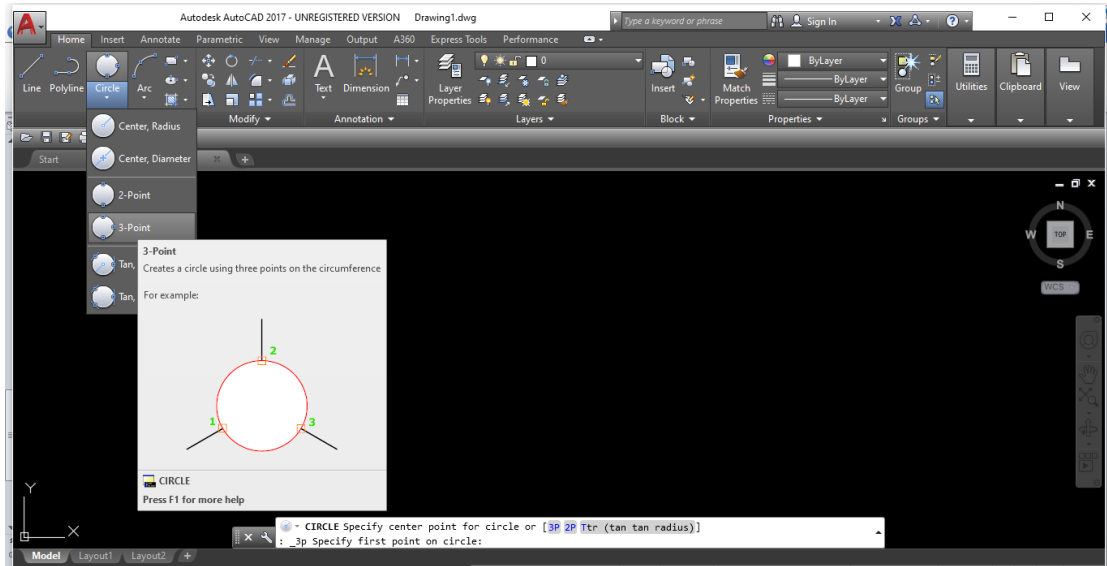 A
Autodesk AutoCAD 2017 - UNREGISTERED VERSION Drawing1.dwg
Type a keyword or phrase
Sign In
Home Insert Annotate Parametric View Manage Output A360 Express Tools Performance
0
ByLayer
ByLayer
ByLayer
Line Polyline Circle Arc
Text Dimension
Layer Properties
Insert
Match Properties
Group
Utilities
Clipboard
View
Modify
Annotation
Layers
Block
Properties
Groups
Center, Radius
Start
Center, Diameter
2-Point
3-Point
Tan,
Tan,
3-Point
Creates a circle using three points on the circumference
For example:
2
1
3
CIRCLE
Press F1 for more help
N
W TOP E
S
WCS
Y
X
CIRCLE Specify center point for circle or [3P 2P Ttr (tan tan radius)]
: _3p Specify first point on circle:
Model Layout1 Layout2 +